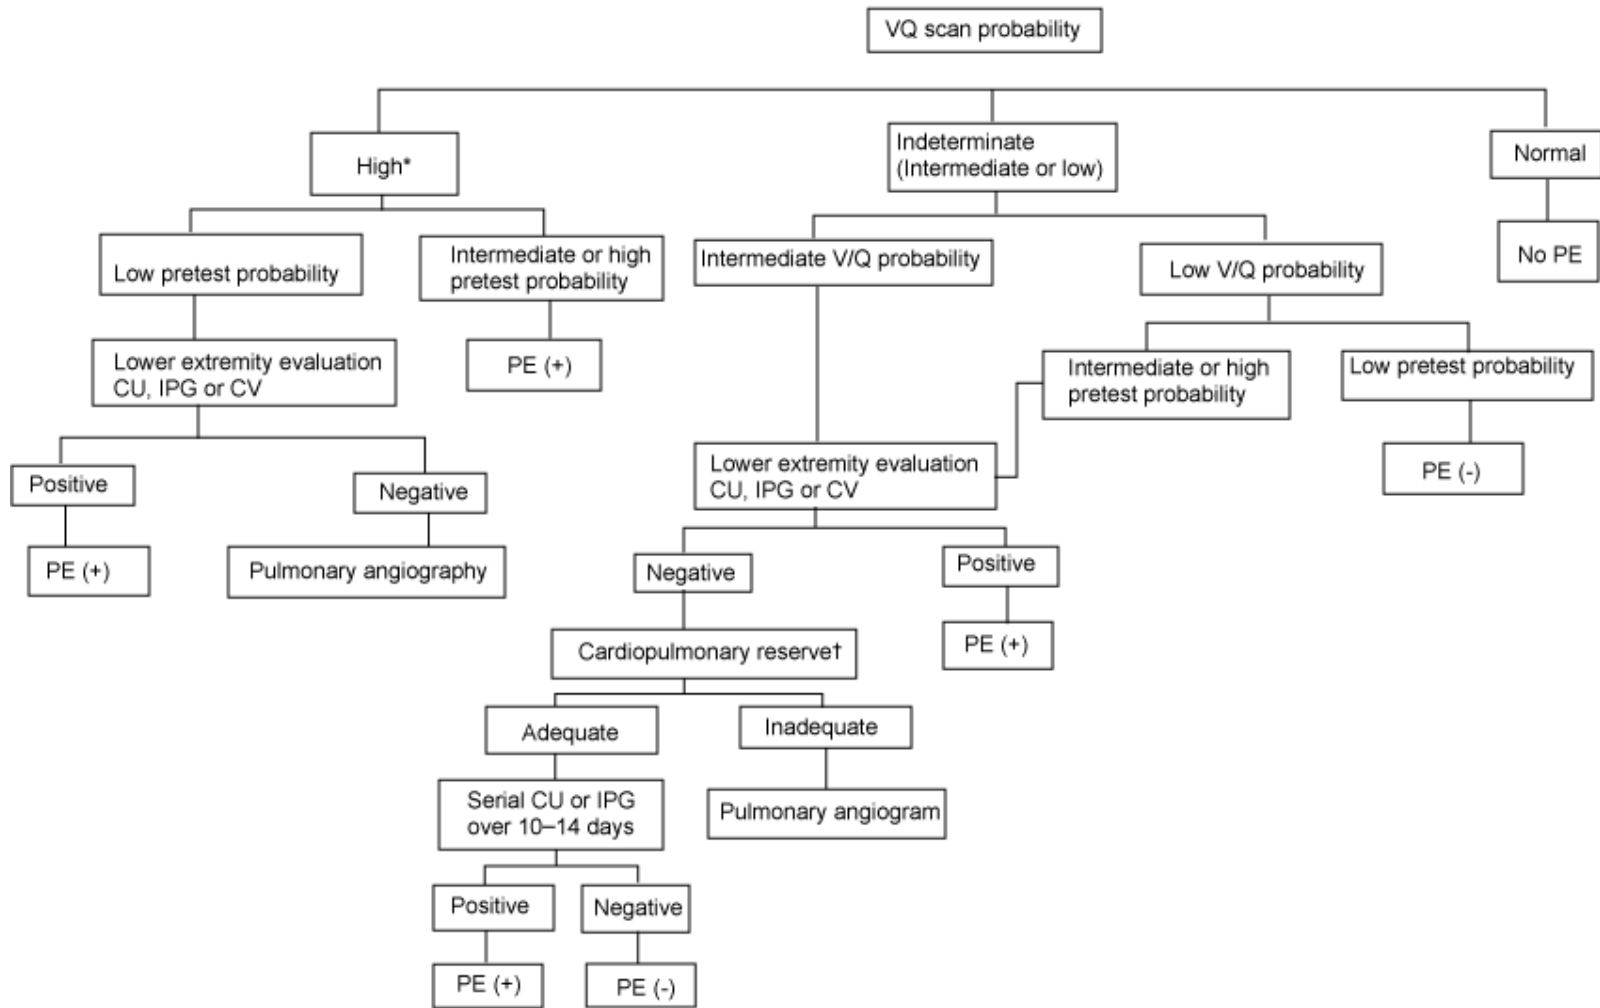 VQ scan probability
High*
Indeterminate
(Intermediate or low)
Normal
Low pretest probability
Intermediate or high
pretest probability
Intermediate V/Q probability
Low V/Q probability
No PE
Lower extremity evaluation
CU, IPG or CV
PE (+)
Intermediate or high
pretest probability
Low pretest probability
Positive
Negative
Lower extremity evaluation
CU, IPG or CV
PE (-)
PE (+)
Pulmonary angiography
Negative
Positive
Cardiopulmonary reserve†
PE (+)
Adequate
Inadequate
Serial CU or IPG
over 10–14 days
Pulmonary angiogram
Positive
Negative
PE (+)
PE (-)